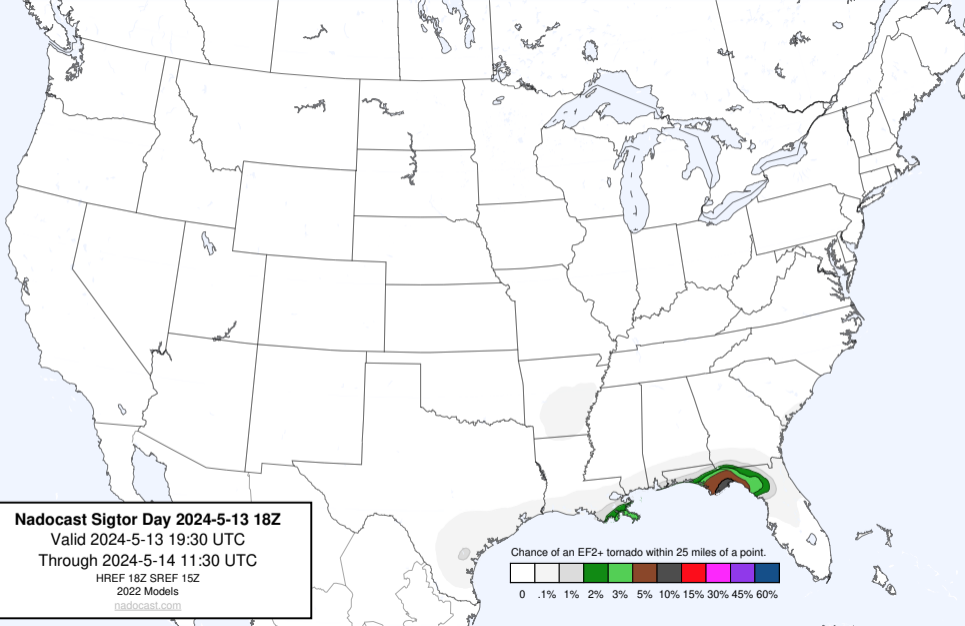 Nadocast Sigtor Day 2024-5-13 18Z
Valid 2024-5-13 19:30 UTC
Through 2024-5-14 11:30 UTC
HREF 18Z SREF 15Z
2022 Models
nadocast.com
Chance of an EF2+ tornado within 25 miles of a point.
0 .1% 1% 2% 3% 5% 10% 15% 30% 45% 60%